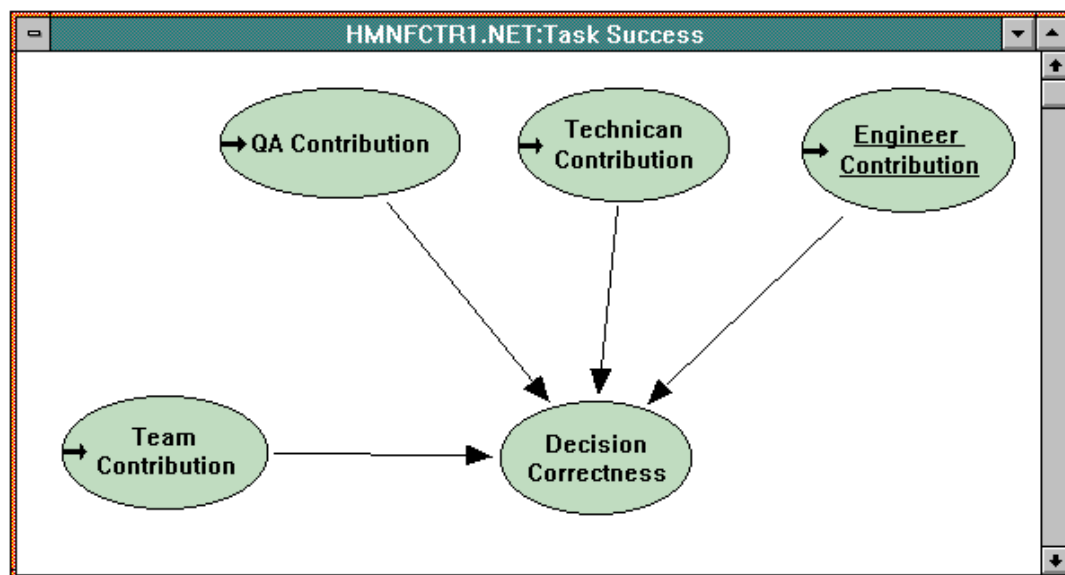 HMNFCTR1.NET:Task Success
QA Contribution
Technican
Contribution
Engineer
Contribution
Team
Contribution
Decision
Correctness